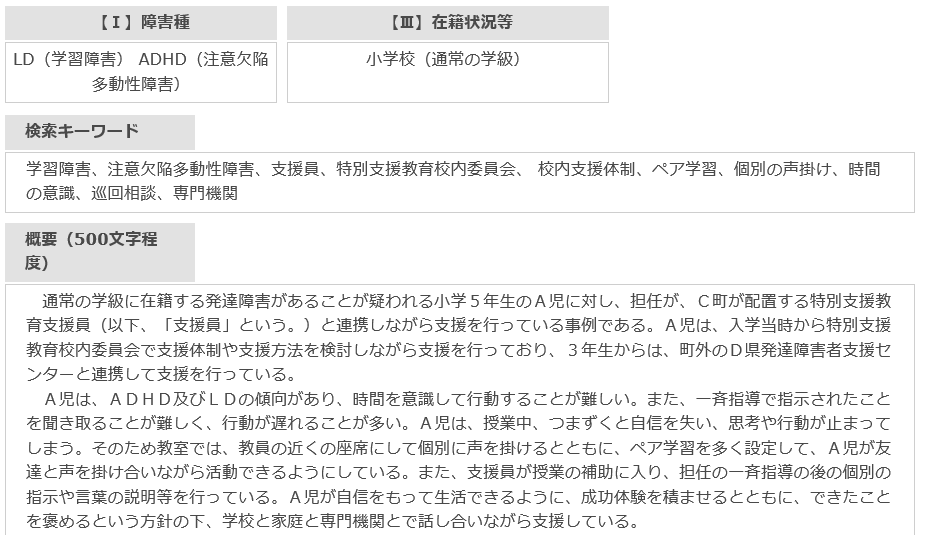 【Ⅰ】障害種
【Ⅲ】在籍状況等
LD（学習障害） ADHD（注意欠陥
多動性障害）
小学校（通常の学級）
検索キーワード
学習障害、注意欠陥多動性障害、支援員、特別支援教育校内委員会、 校内支援体制、ペア学習、個別の声掛け、時間
の意識、巡回相談、専門機関
概要（500文字程
度）
　通常の学級に在籍する発達障害があることが疑われる小学５年生のＡ児に対し、担任が、Ｃ町が配置する特別支援教
育支援員（以下、「支援員」という。）と連携しながら支援を行っている事例である。Ａ児は、入学当時から特別支援
教育校内委員会で支援体制や支援方法を検討しながら支援を行っており、３年生からは、町外のＤ県発達障害者支援セ
ンターと連携して支援を行っている。
　Ａ児は、ＡＤＨＤ及びＬＤの傾向があり、時間を意識して行動することが難しい。また、一斉指導で指示されたこと
を聞き取ることが難しく、行動が遅れることが多い。Ａ児は、授業中、つまずくと自信を失い、思考や行動が止まって
しまう。そのため教室では、教員の近くの座席にして個別に声を掛けるとともに、ペア学習を多く設定して、Ａ児が友
達と声を掛け合いながら活動できるようにしている。また、支援員が授業の補助に入り、担任の一斉指導の後の個別の
指示や言葉の説明等を行っている。Ａ児が自信をもって生活できるように、成功体験を積ませるとともに、できたこと
を褒めるという方針の下、学校と家庭と専門機関とで話し合いながら支援している。